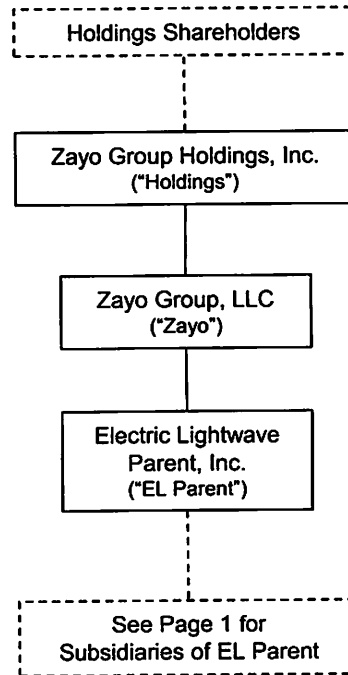 Holdings Shareholders
Zayo Group Holdings, Inc.
("Holdings")
Zayo Group, LLC
("Zayo")
Electric Lightwave
Parent, Inc.
("EL Parent")
See Page 1 for
Subsidiaries of EL Parent